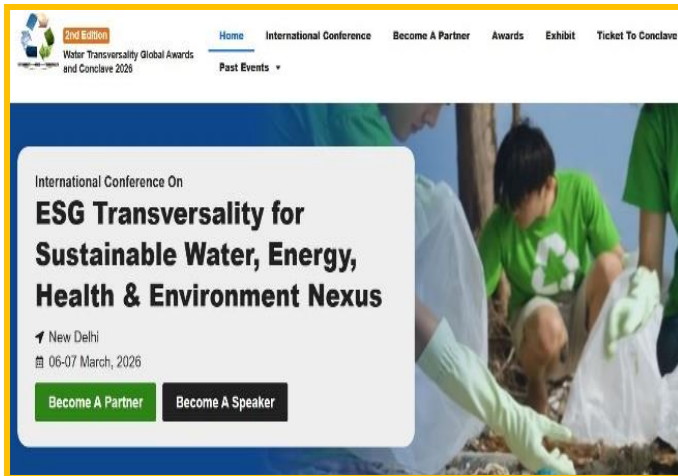 2nd Edition
Water Transversality Global Awards
and Conclave 2026
Home International Conference Become A Partner Awards Exhibit Ticket To Conclave
Past Events
International Conference On
ESG Transversality for
Sustainable Water, Energy,
Health & Environment Nexus
New Delhi
06-07 March, 2026
Become A Partner Become A Speaker